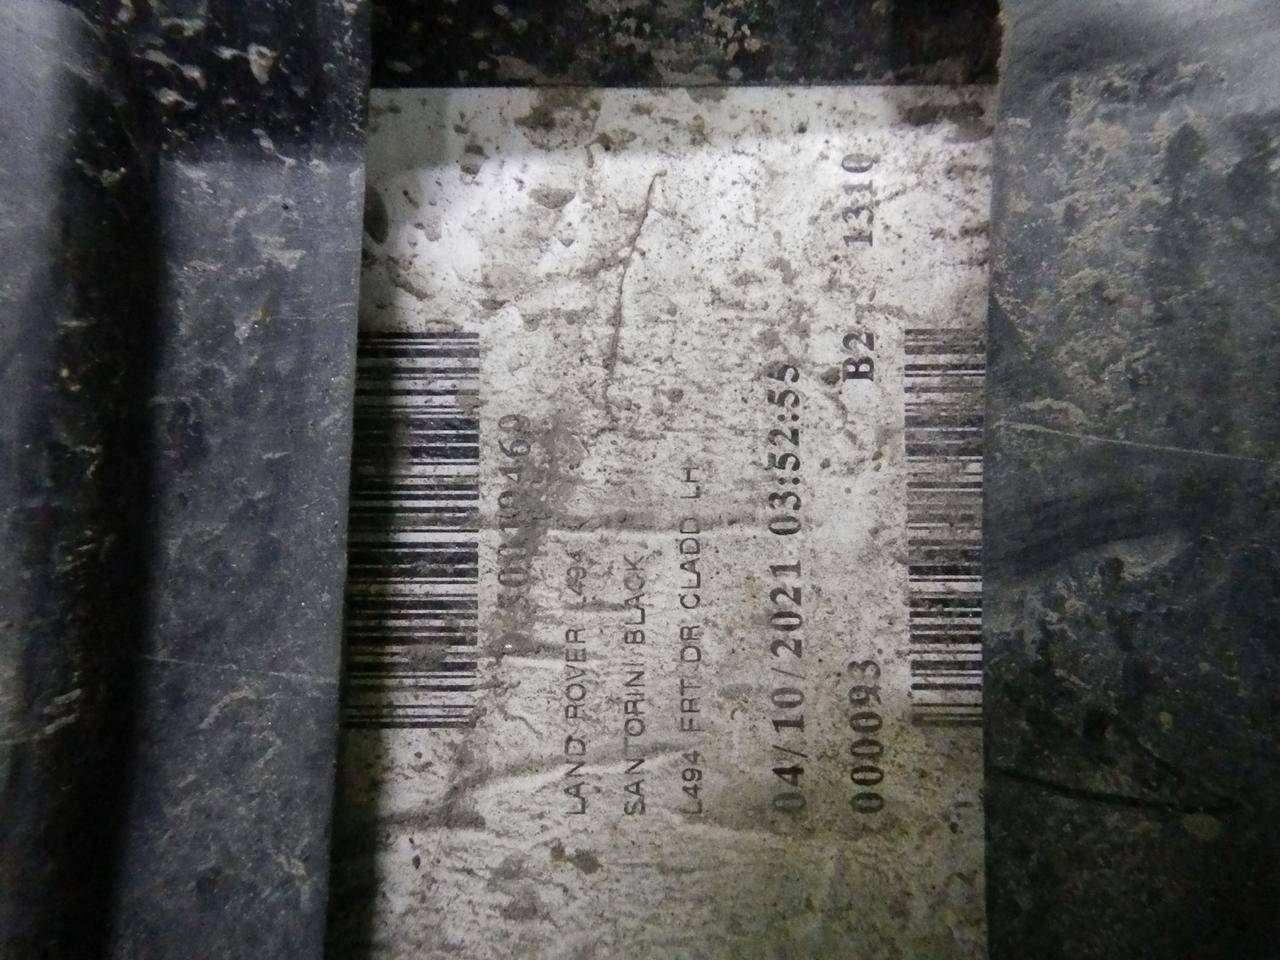 LAND ROVER L494
SANTORINI BLACK
L494 FRT DR CLADD LH
04/10/2021 03:52:55
000093 B2 - 1310